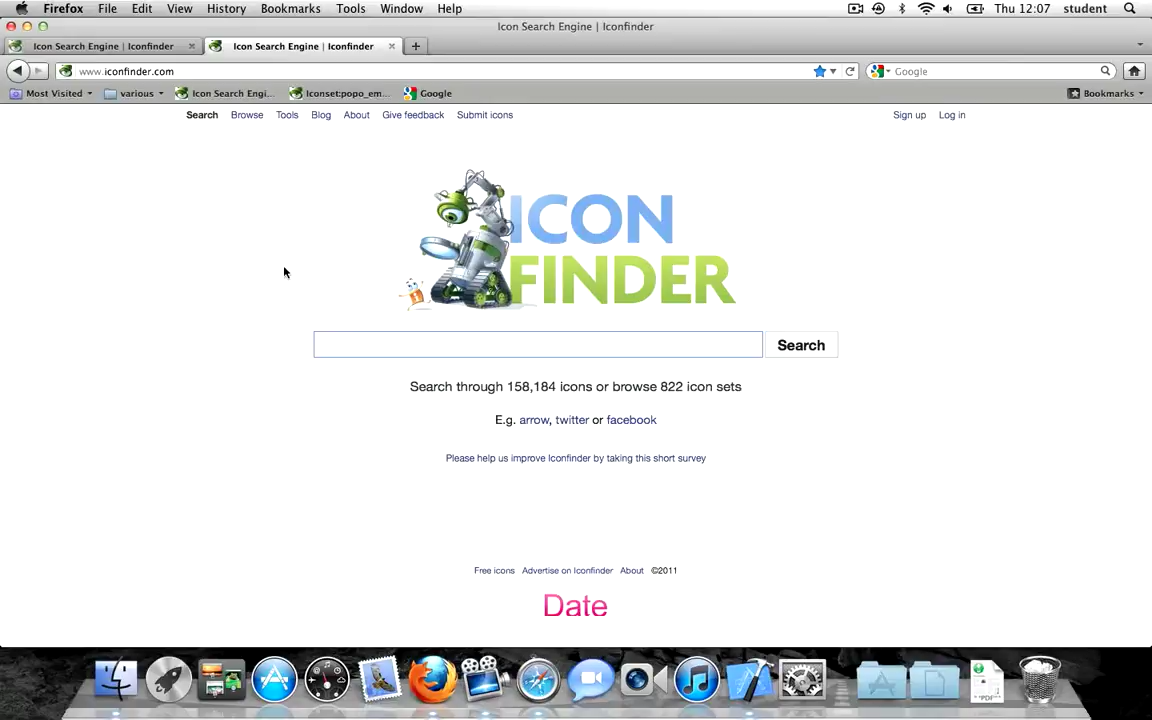 Firefox File Edit View History Bookmarks Tools Window Help Thu 12:07 student
Icon Search Engine | Iconfinder
Icon Search Engine | Iconfinder Icon Search Engine | Iconfinder
www.iconfinder.com Google
Most Visited various Icon Search Engi... Iconset:popo_em... Google Bookmarks
Search Browse Tools Blog About Give feedback Submit icons Sign up Log in
ICON
FINDER
Search
Search through 158,184 icons or browse 822 icon sets
E.g. arrow, twitter or facebook
Please help us improve Iconfinder by taking this short survey
Free icons Advertise on Iconfinder About ©2011
Date